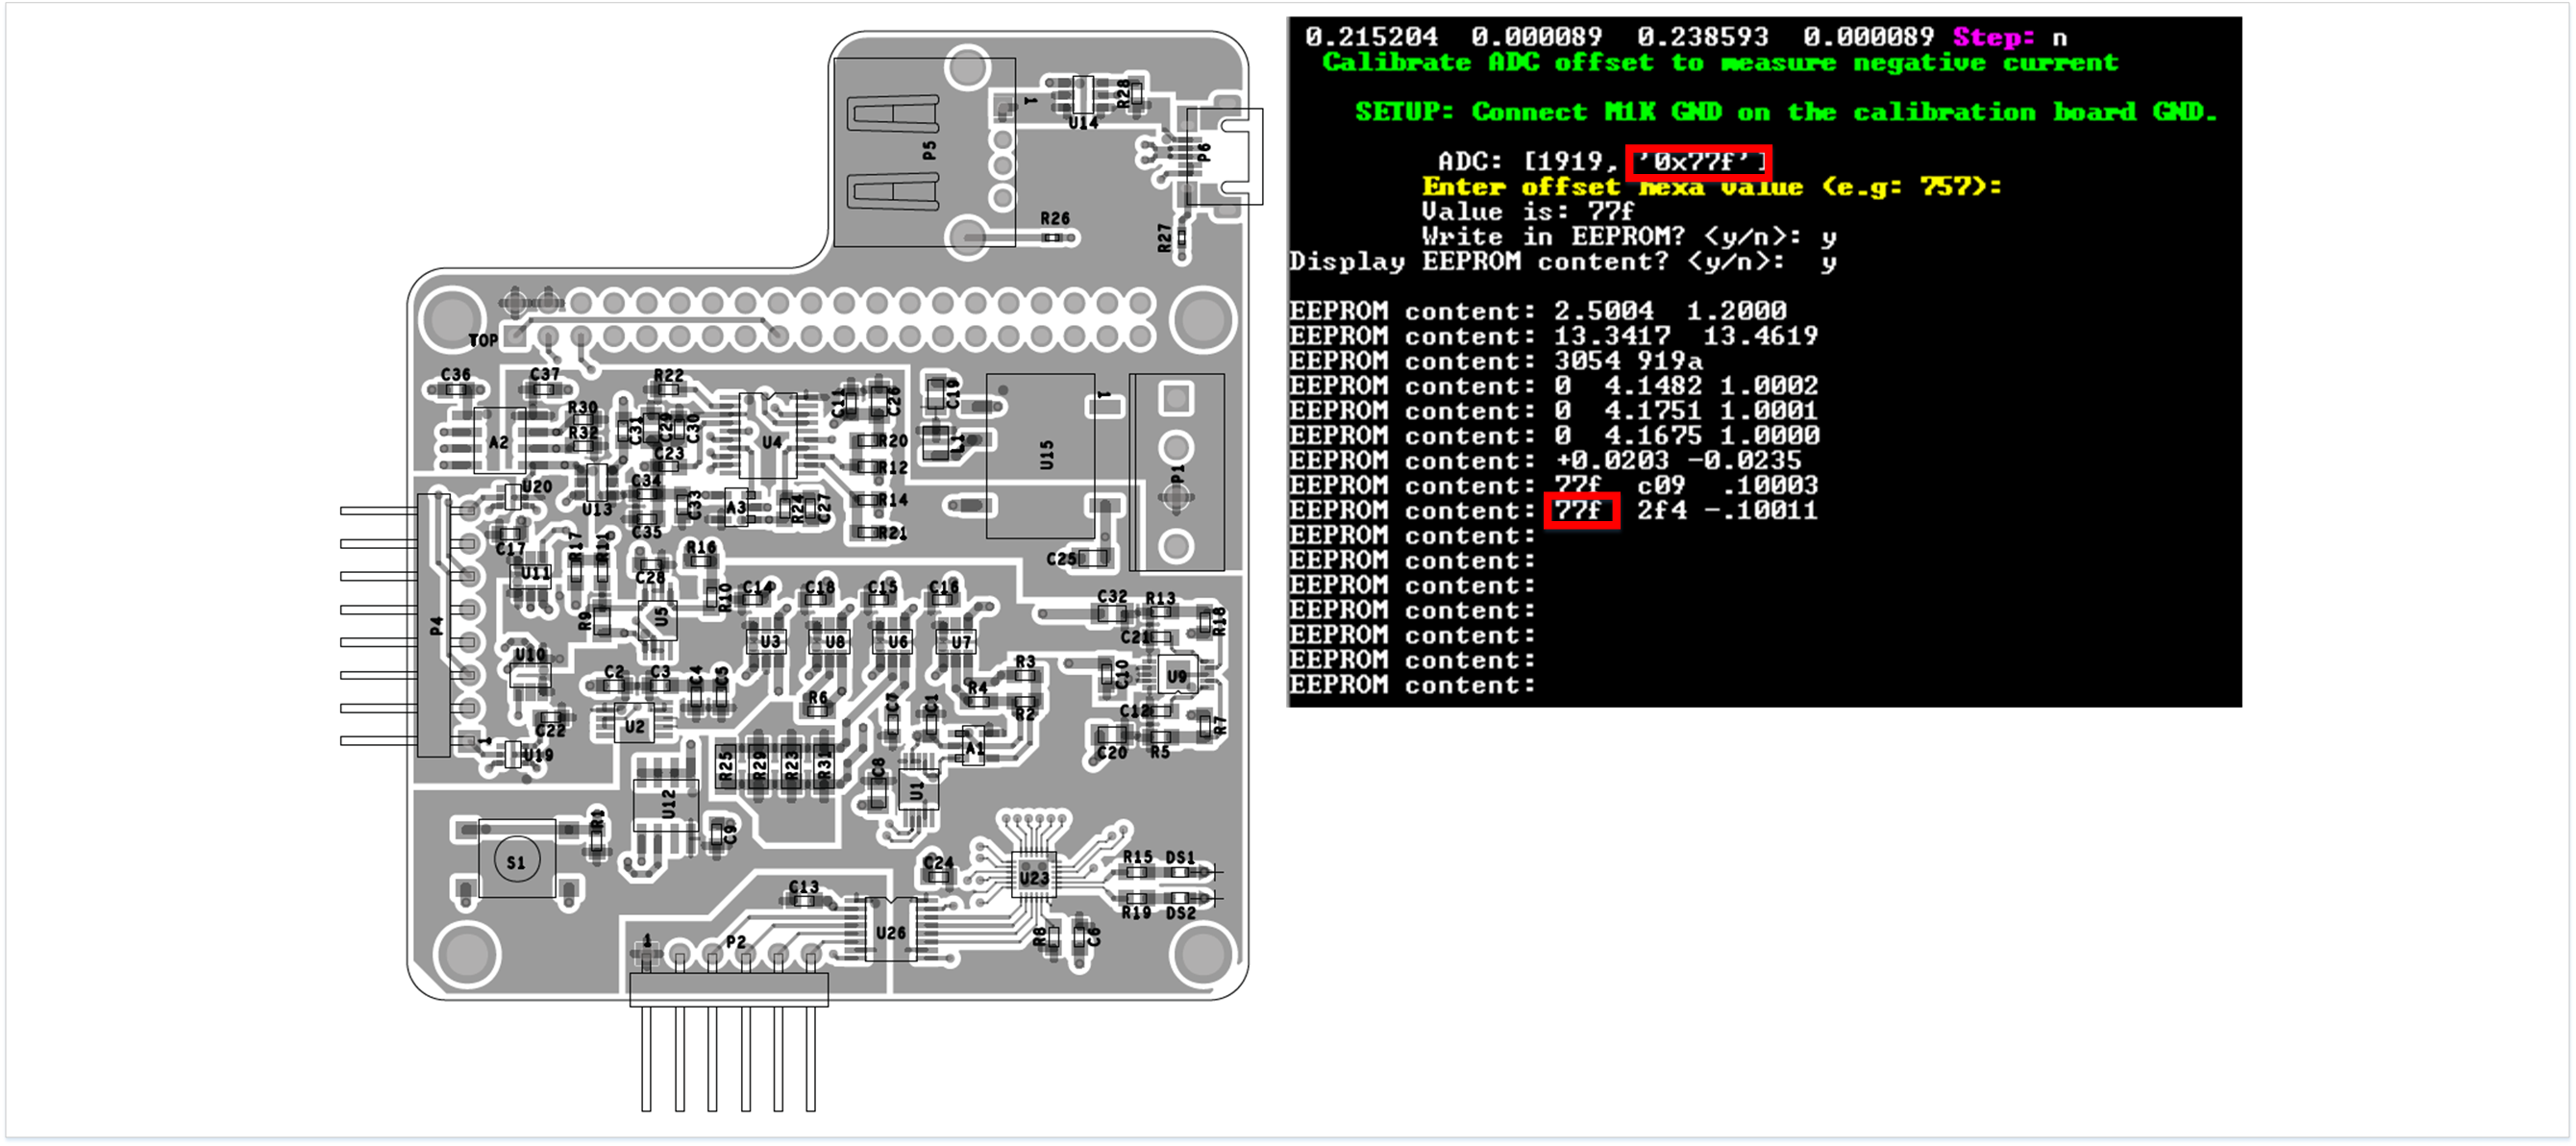 1
P5
U14
R28
P6
R26
R27
TOP
C36
C37
R22
R30
R32
A2
C31
C29
C30
C23
U4
C11
C26
C19
R20
L1
R12
U15
1
P1
U20
U13
C34
C33
C35
A3
R24
C27
R14
R21
C25
C17
U11
R17
R11
C28
R16
R10
R9
U5
C14
C18
C15
C16
U3
U8
U6
U7
C32
R13
R18
C21
P4
U10
C2
C3
C4
C5
R6
C7
C1
R4
R3
R2
C10
U9
C12
R7
C20
R5
C22
U2
1
U19
R25
R29
R23
R31
C8
U1
A1
U12
C9
R1
S1
C24
U23
R15
DS1
R19
DS2
C13
U26
R8
C6
1
P2
0.215204 0.000089 0.238593 0.000089 Step: n
Calibrate ADC offset to measure negative current
SETUP: Connect M1K GND on the calibration board GND.
ADC: [1919, '0x77f']
Enter offset hexa value (e.g: 757):
Value is: 77f
Write in EEPROM? <y/n>: y
Display EEPROM content? <y/n>: y
EEPROM content: 2.5004 1.2000
EEPROM content: 13.3417 13.4619
EEPROM content: 3054 919a
EEPROM content: 0 4.1482 1.0002
EEPROM content: 0 4.1751 1.0001
EEPROM content: 0 4.1675 1.0000
EEPROM content: +0.0203 -0.0235
EEPROM content: 77f c09 .10003
EEPROM content: 77f 2f4 -.10011
EEPROM content:
EEPROM content:
EEPROM content:
EEPROM content:
EEPROM content:
EEPROM content:
EEPROM content: